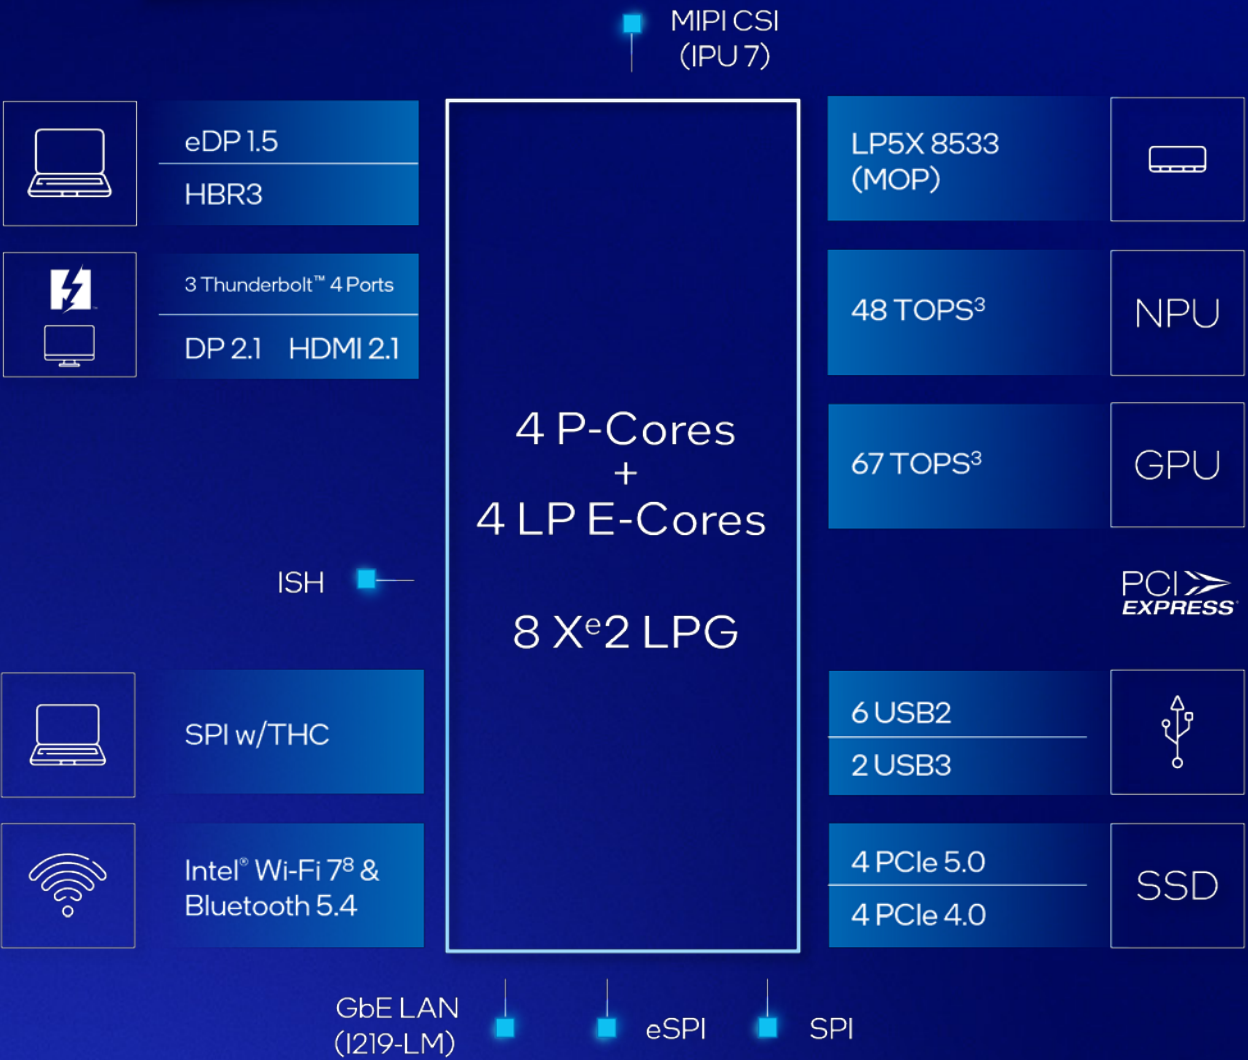 MIPI CSI
(IPU 7)
eDP 1.5
HBR3
3 Thunderbolt™ 4 Ports
DP 2.1 HDMI 2.1
ISH
SPI w/THC
Intel® Wi-Fi 7⁸ &
Bluetooth 5.4
4 P-Cores
+
4 LP E-Cores
8 Xᵉ2 LPG
LP5X 8533
(MOP)
48 TOPS³
NPU
67 TOPS³
GPU
PCI
EXPRESS®
6 USB2
2 USB3
4 PCIe 5.0
4 PCIe 4.0
SSD
GbE LAN
(I219-LM)
eSPI
SPI